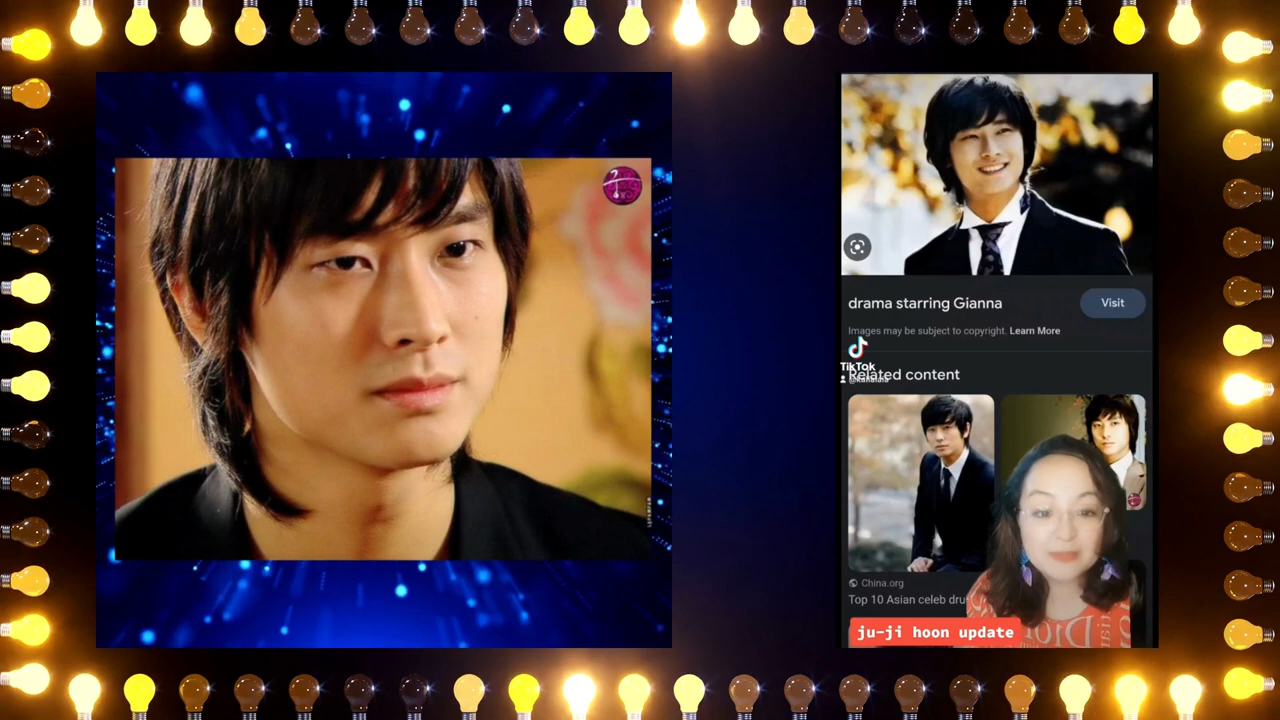 drama starring Gianna
Visit
Images may be subject to copyright. Learn More
TikTok
Related content
China.org
Top 10 Asian celeb dru
ju-ji hoon update
Dior